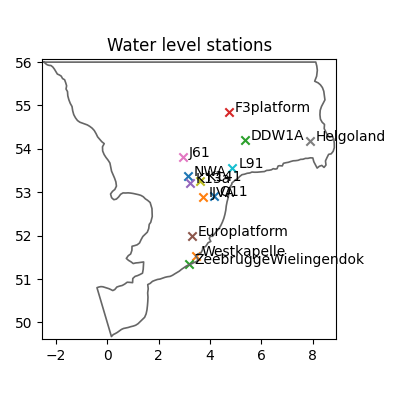 Water level stations
56
55
54
53
52
51
50
F3platform
DDW1A
Helgoland
J61
L91
NWA
K13a
K141
IJVA
Q11
Europlatform
Westkapelle
ZeebruggeWielingendok
−2
0
2
4
6
8